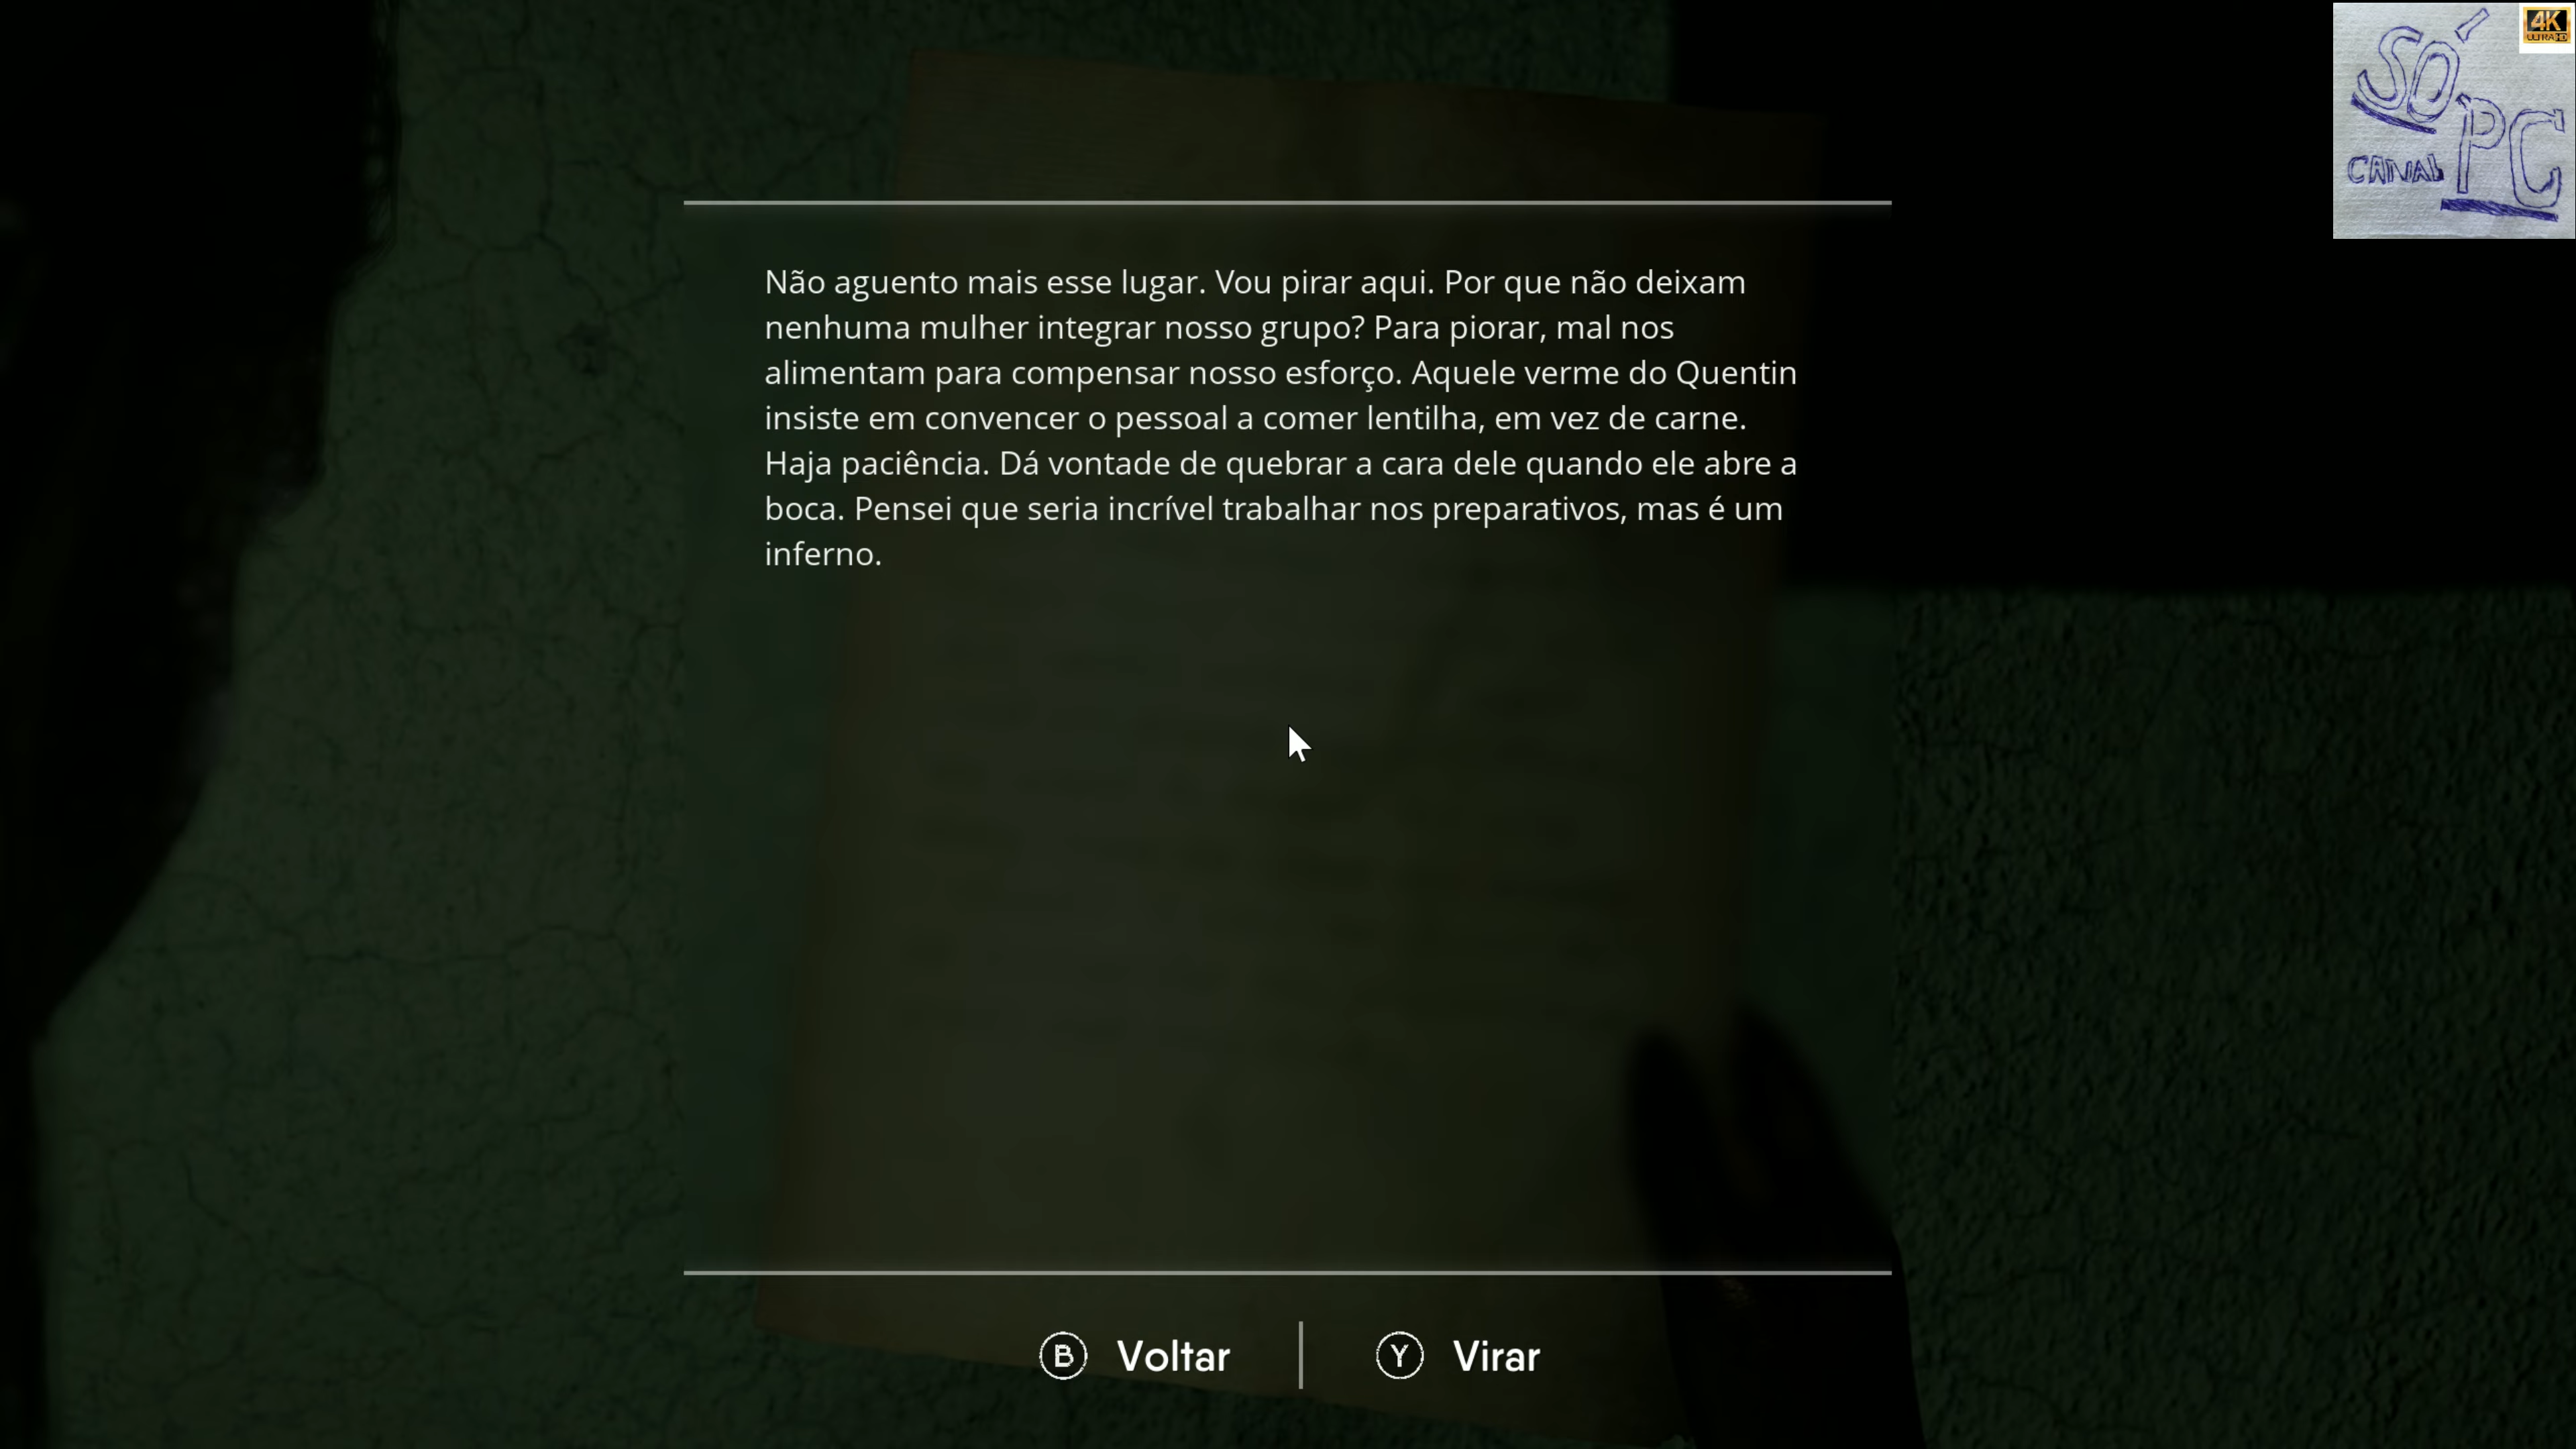 4K
ULTRA HD
SÓ
CANAL PC
Não aguento mais esse lugar. Vou pirar aqui. Por que não deixam
nenhuma mulher integrar nosso grupo? Para piorar, mal nos
alimentam para compensar nosso esforço. Aquele verme do Quentin
insiste em convencer o pessoal a comer lentilha, em vez de carne.
Haja paciência. Dá vontade de quebrar a cara dele quando ele abre a
boca. Pensei que seria incrível trabalhar nos preparativos, mas é um
inferno.
B Voltar Y Virar